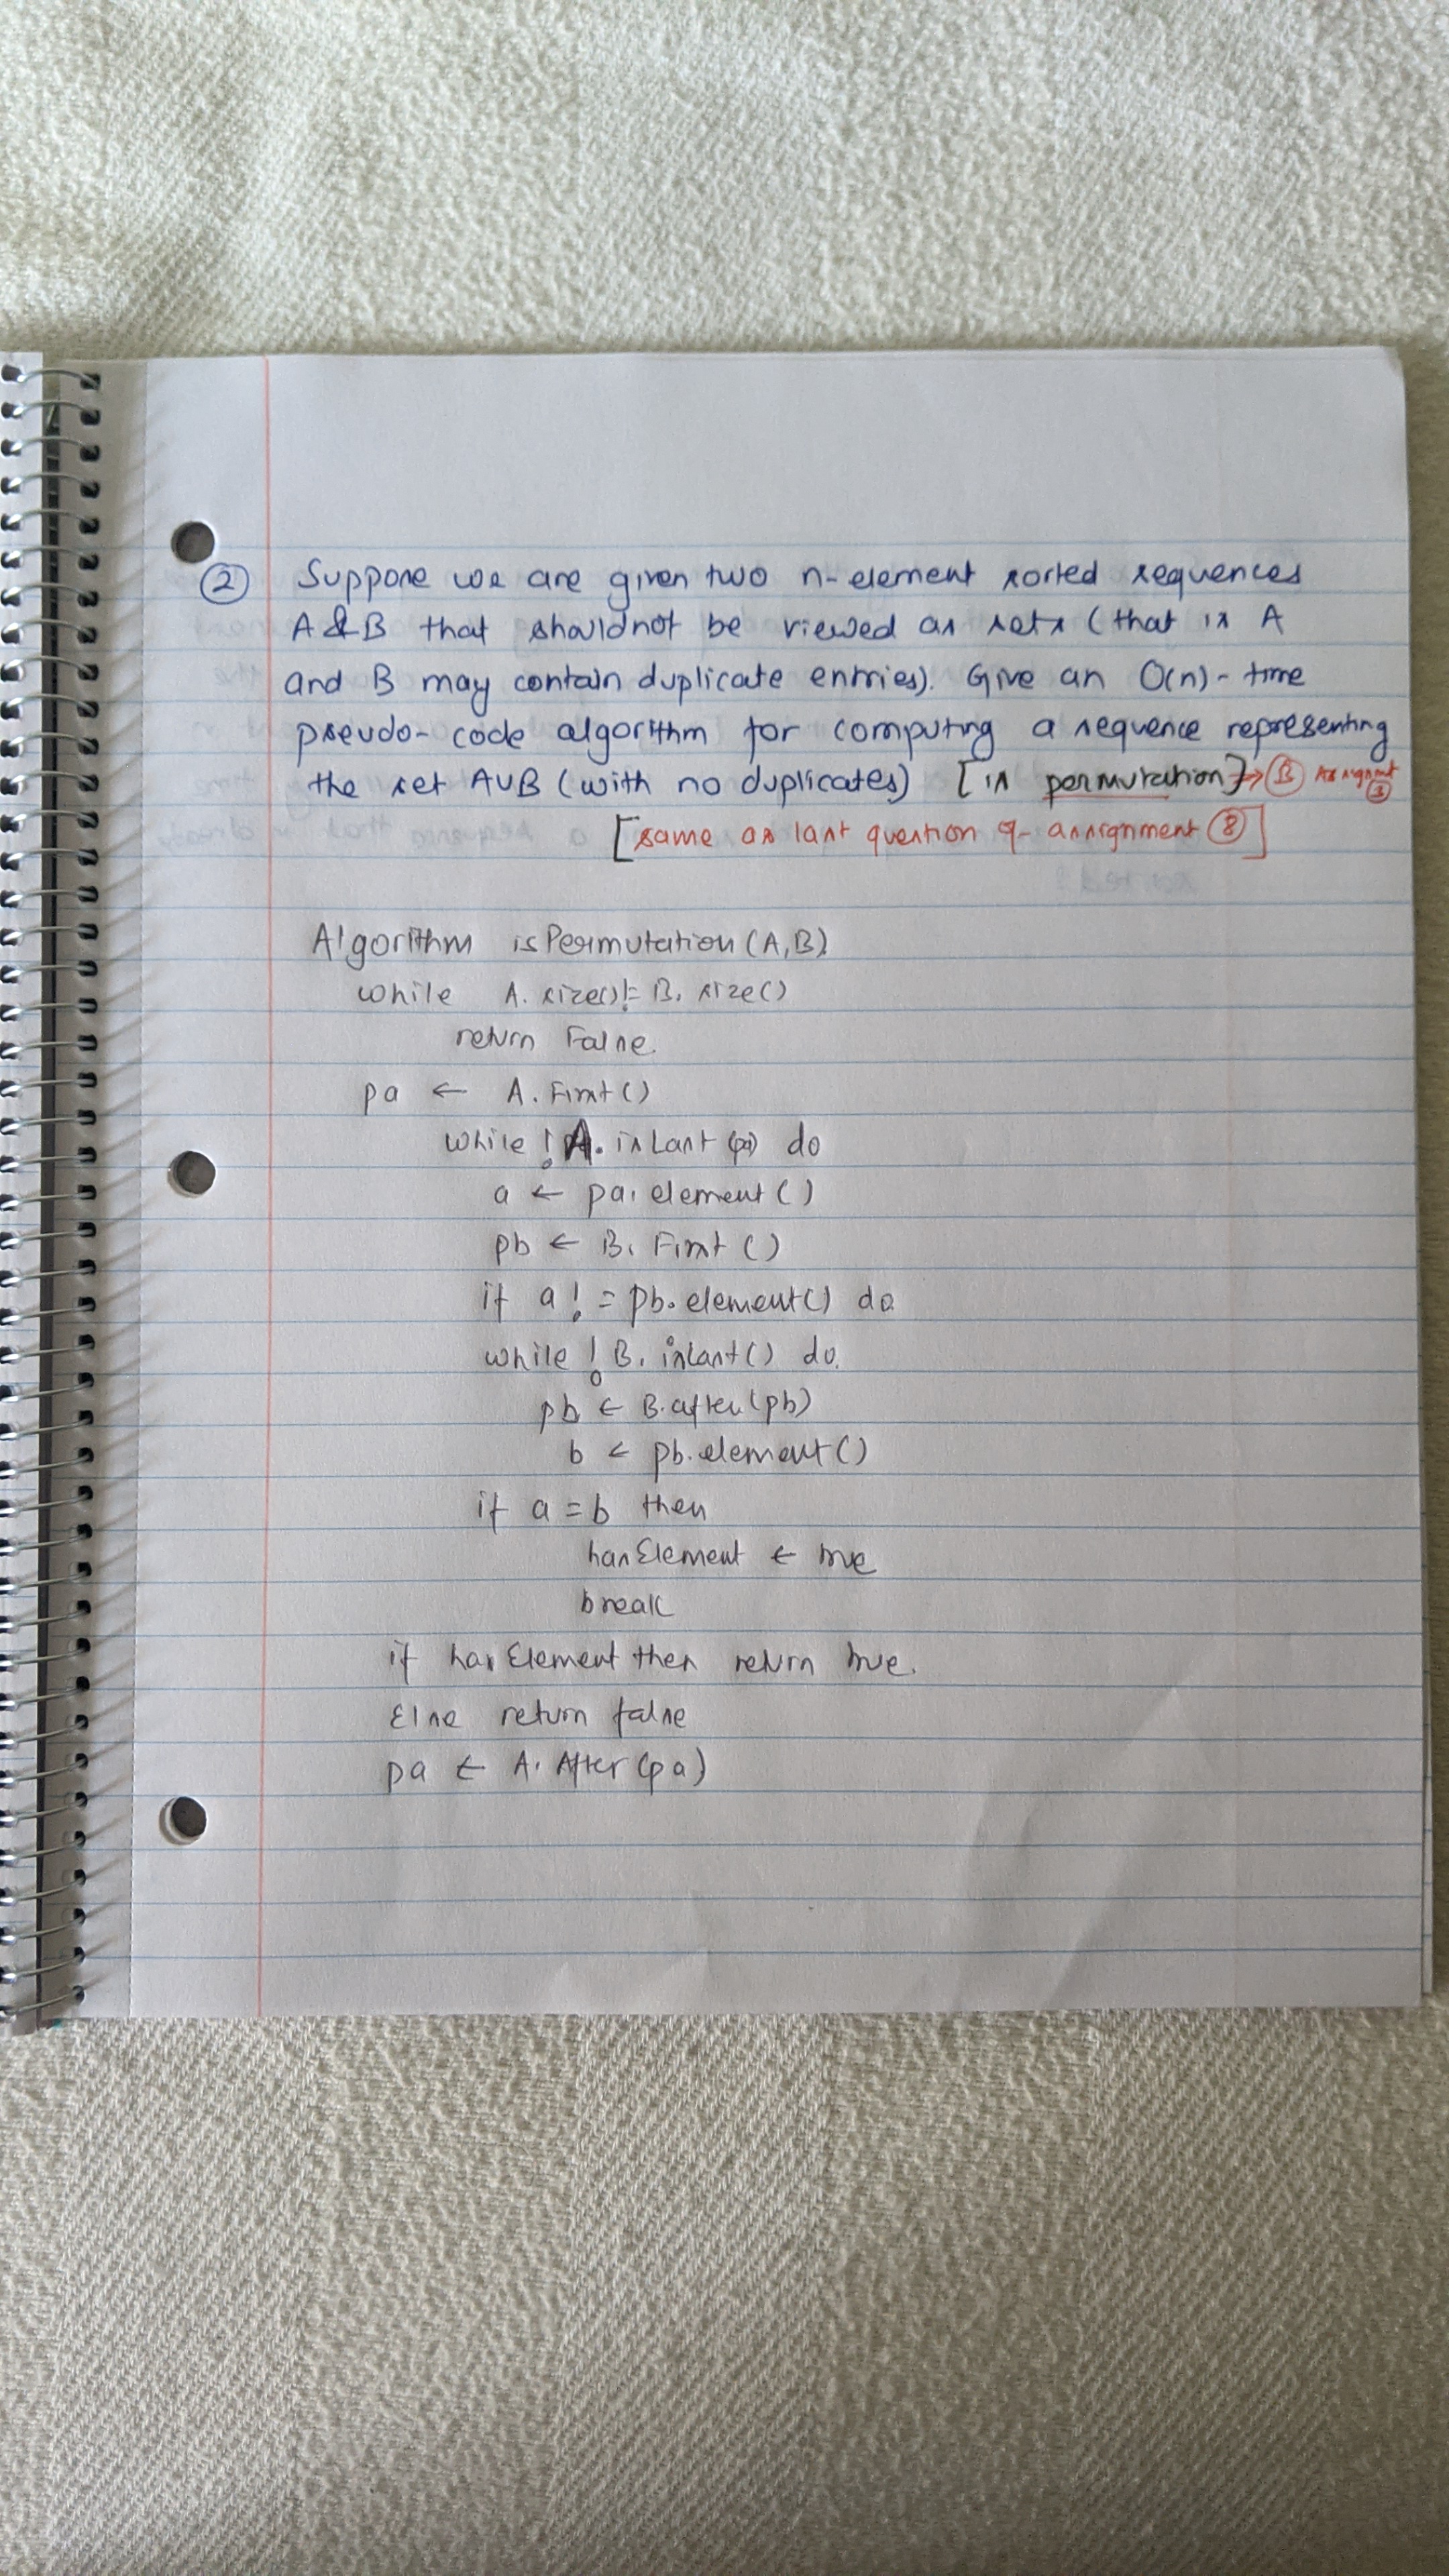 ② Suppose we are given two n-element sorted sequences
A & B that should not be viewed as sets (that is A
and B may contain duplicate entries). Give an O(n)-time
pseudo-code algorithm for computing a sequence representing
the set AUB (with no duplicates) [is permutation] → Ⓑ Assignment ③
[same as last question of assignment ⑧]
Algorithm isPermutation(A,B)
while A.size() != B.size()
return False.
pa ← A.First()
while !A.isLast(pa) do
a ← pa.element()
pb ← B.First()
if a != pb.element() do
while !B.isLast() do.
pb ← B.after(pb)
b ← pb.element()
if a = b then
hasElement ← true
break
if hasElement then return true.
Else return false
pa ← A.After(pa)